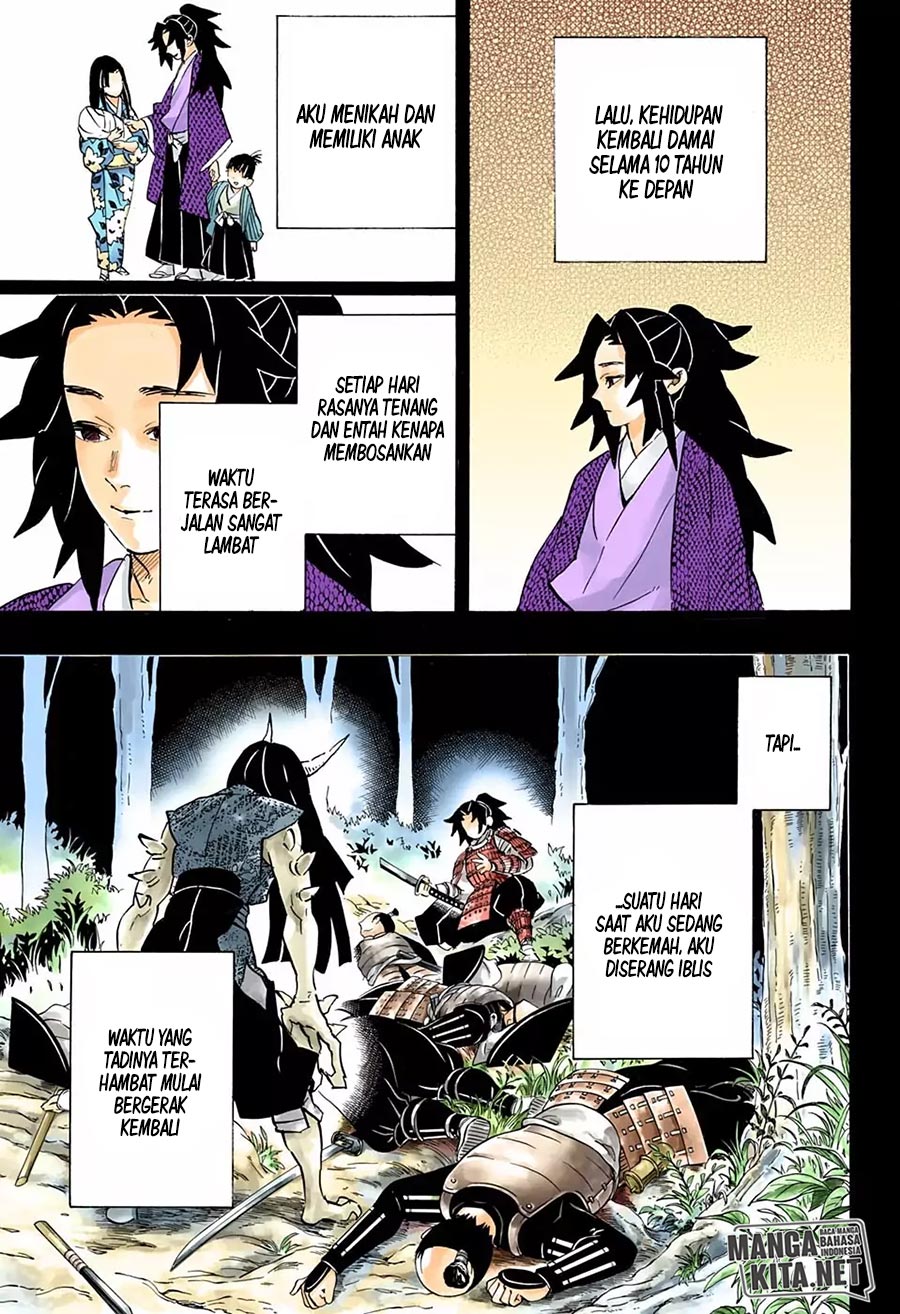 LALU, KEHIDUPAN
KEMBALI DAMAI
SELAMA 10 TAHUN
KE DEPAN
AKU MENIKAH DAN
MEMILIKI ANAK
SETIAP HARI
RASANYA TENANG
DAN ENTAH KENAPA
MEMBOSANKAN
WAKTU
TERASA BER-
JALAN SANGAT
LAMBAT
TAPI...
...SUATU HARI
SAAT AKU SEDANG
BERKEMAH, AKU
DISERANG IBLIS
WAKTU YANG
TADINYA TER-
HAMBAT MULAI
BERGERAK
KEMBALI
MANGA
BACA MANGA
BAHASA
INDONESIA
KITA.NET